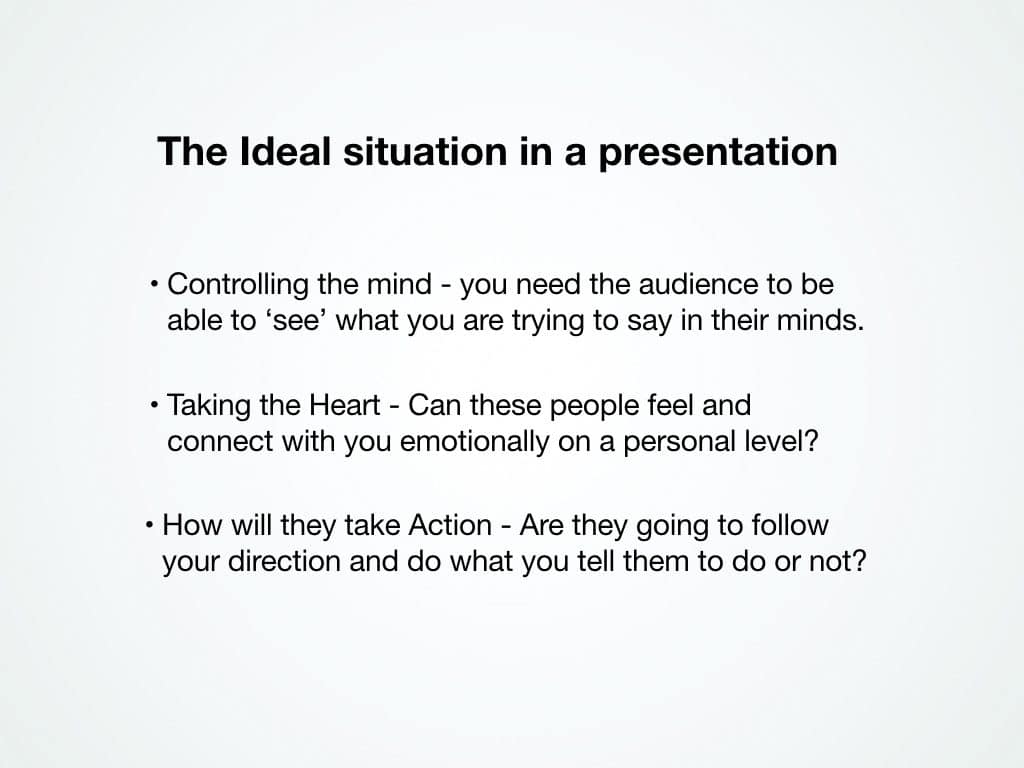 The Ideal situation in a presentation
• Controlling the mind - you need the audience to be
able to ‘see’ what you are trying to say in their minds.
• Taking the Heart - Can these people feel and
connect with you emotionally on a personal level?
• How will they take Action - Are they going to follow
your direction and do what you tell them to do or not?